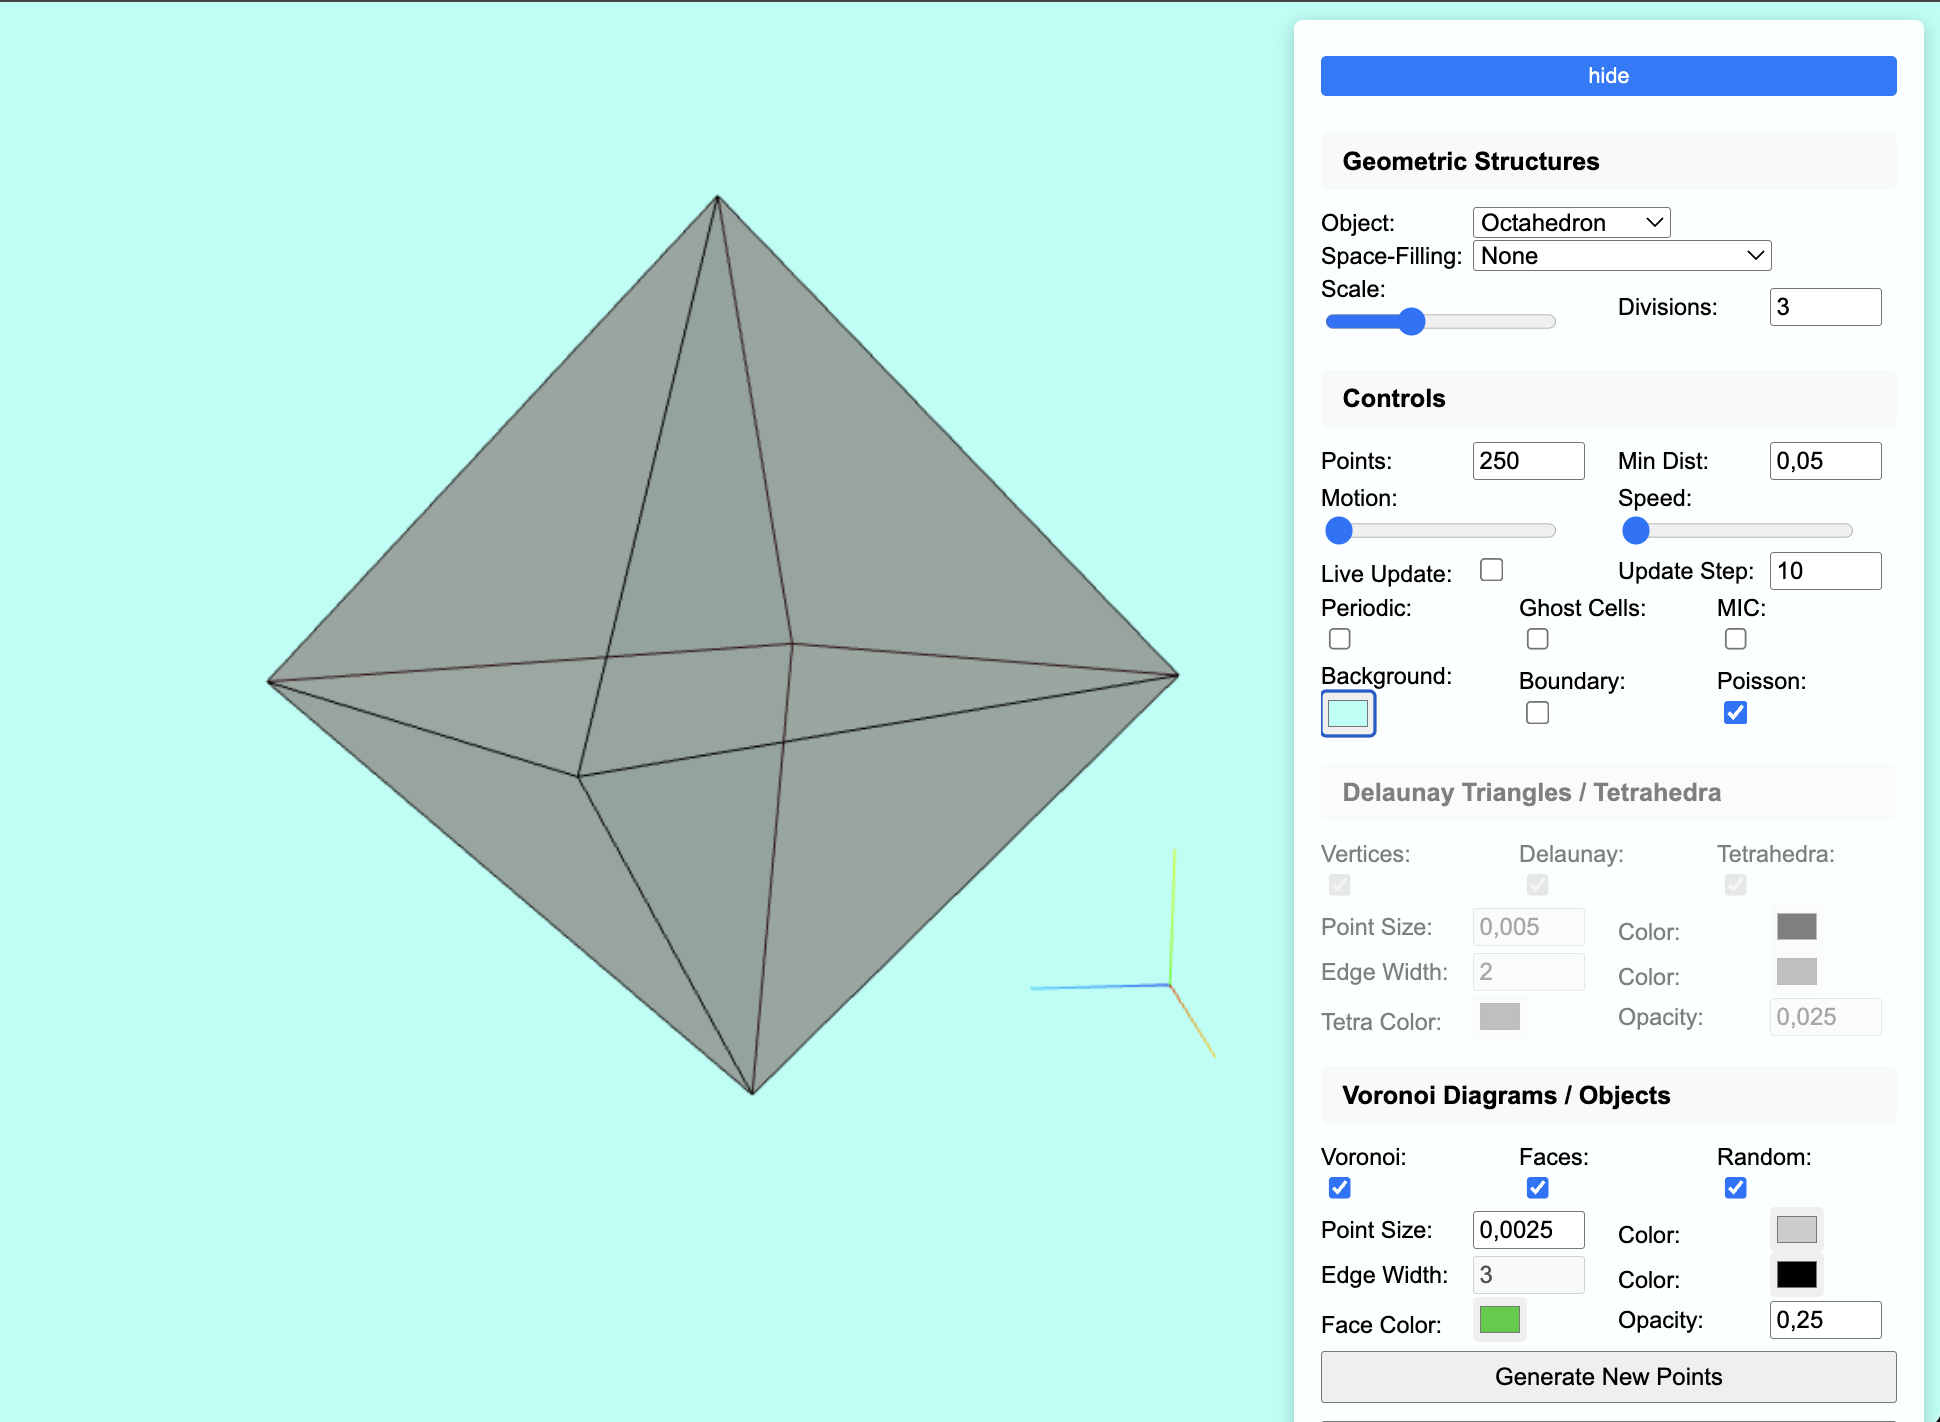 hide
Geometric Structures
Object: Octahedron
Space-Filling: None
Scale:
Divisions: 3
Controls
Points: 250 Min Dist: 0,05
Motion: Speed:
Live Update: Update Step: 10
Periodic: Ghost Cells: MIC:
Background: Boundary: Poisson:
Delaunay Triangles / Tetrahedra
Vertices: Delaunay: Tetrahedra:
Point Size: 0,005 Color:
Edge Width: 2 Color:
Tetra Color: Opacity: 0,025
Voronoi Diagrams / Objects
Voronoi: Faces: Random:
Point Size: 0,0025 Color:
Edge Width: 3 Color:
Face Color: Opacity: 0,25
Generate New Points